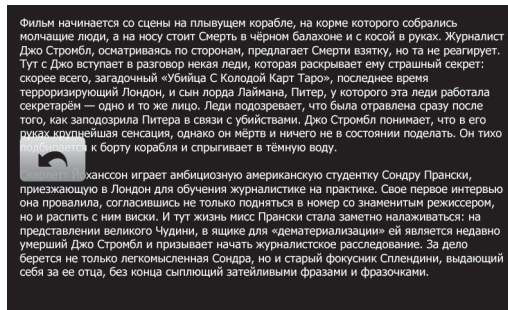 Фильм начинается со сцены на плывущем корабле, на корме которого собрались
молчащие люди, а на носу стоит Смерть в чёрном балахоне и с косой в руках. Журналист
Джо Стромбл, осматриваясь по сторонам, предлагает Смерти взятку, но та не реагирует.
Тут с Джо вступает в разговор некая леди, которая раскрывает ему страшный секрет:
скорее всего, загадочный «Убийца С Колодой Карт Таро», последнее время
терроризирующий Лондон, и сын лорда Лаймана, Питер, у которого эта леди работала
секретарём — одно и то же лицо. Леди подозревает, что была отравлена сразу после
того, как заподозрила Питера в связи с убийствами. Джо Стромбл понимает, что в его
руках крупнейшая сенсация, однако он мёртв и ничего не в состоянии поделать. Он тихо
подбирается к борту корабля и спрыгивает в тёмную воду.
Скарлетт Йоханссон играет амбициозную американскую студентку Сондру Прански,
приезжающую в Лондон для обучения журналистике на практике. Свое первое интервью
она провалила, согласившись не только подняться в номер со знаменитым режиссером,
но и распить с ним виски. И тут жизнь мисс Прански стала заметно налаживаться: на
представлении великого Чудини, в ящике для «дематериализации» ей является недавно
умерший Джо Стромбл и призывает начать журналистское расследование. За дело
берется не только легкомысленная Сондра, но и старый фокусник Сплендини, выдающий
себя за ее отца, без конца сыплющий затейливыми фразами и фразочками.